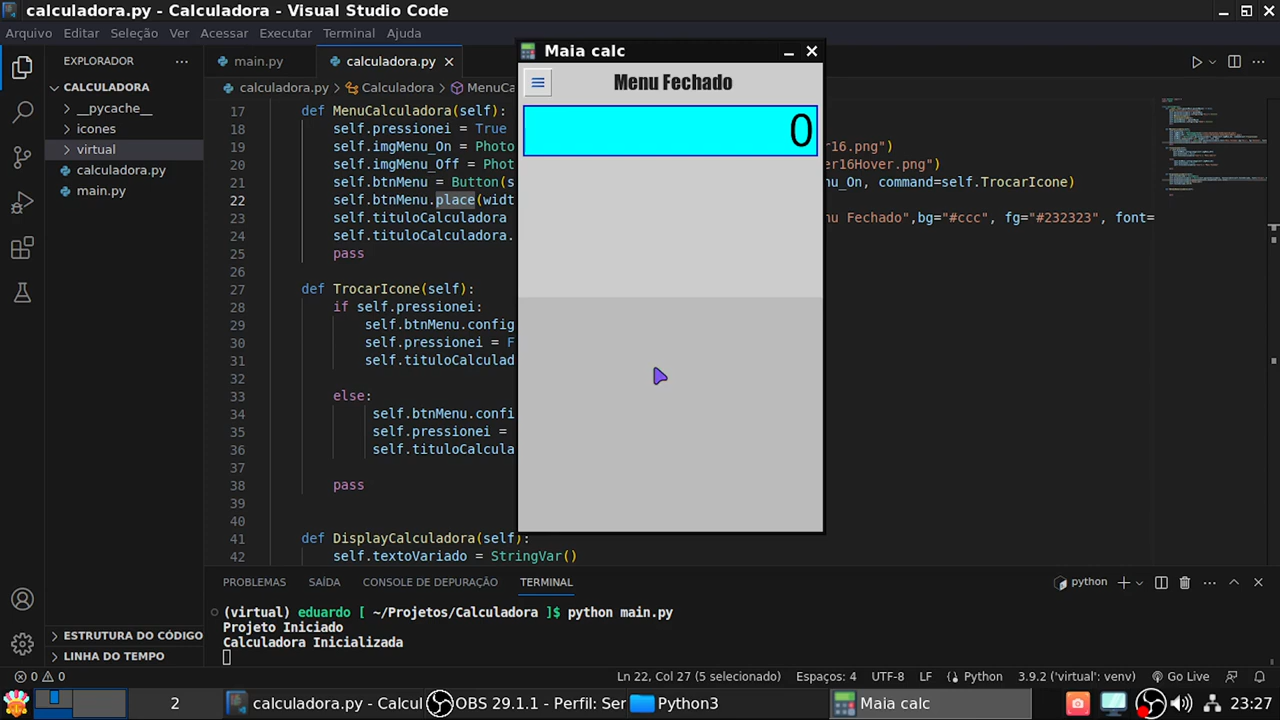 calculadora.py - Calculadora - Visual Studio Code
Arquivo Editar Seleção Ver Acessar Executar Terminal Ajuda
EXPLORADOR
CALCULADORA
__pycache__
icones
virtual
calculadora.py
main.py
ESTRUTURA DO CÓDIGO
LINHA DO TEMPO
main.py calculadora.py
calculadora.py > Calculadora > MenuC
17 def MenuCalculadora(self):
18 self.pressionei = True
19 self.imgMenu_On = Photo er16.png")
20 self.imgMenu_Off = Phot er16Hover.png")
21 self.btnMenu = Button(s nu_On, command=self.TrocarIcone)
22 self.btnMenu.place(widt
23 self.tituloCalculadora u Fechado",bg="#ccc", fg="#232323", font=
24 self.tituloCalculadora.
25 pass
26
27 def TrocarIcone(self):
28 if self.pressionei:
29 self.btnMenu.config
30 self.pressionei = F
31 self.tituloCalculad
32
33 else:
34 self.btnMenu.confi
35 self.pressionei =
36 self.tituloCalcula
37
38 pass
39
40
41 def DisplayCalculadora(self):
42 self.textoVariado = StringVar()
Maia calc
Menu Fechado
0
PROBLEMAS SAÍDA CONSOLE DE DEPURAÇÃO TERMINAL
python
(virtual) eduardo [ ~/Projetos/Calculadora ]$ python main.py
Projeto Iniciado
Calculadora Inicializada
0 0 Ln 22, Col 27 (5 selecionado) Espaços: 4 UTF-8 LF Python 3.9.2 ('virtual': venv) Go Live
2 calculadora.py - Calcul OBS 29.1.1 - Perfil: Ser Python3 Maia calc 23:27